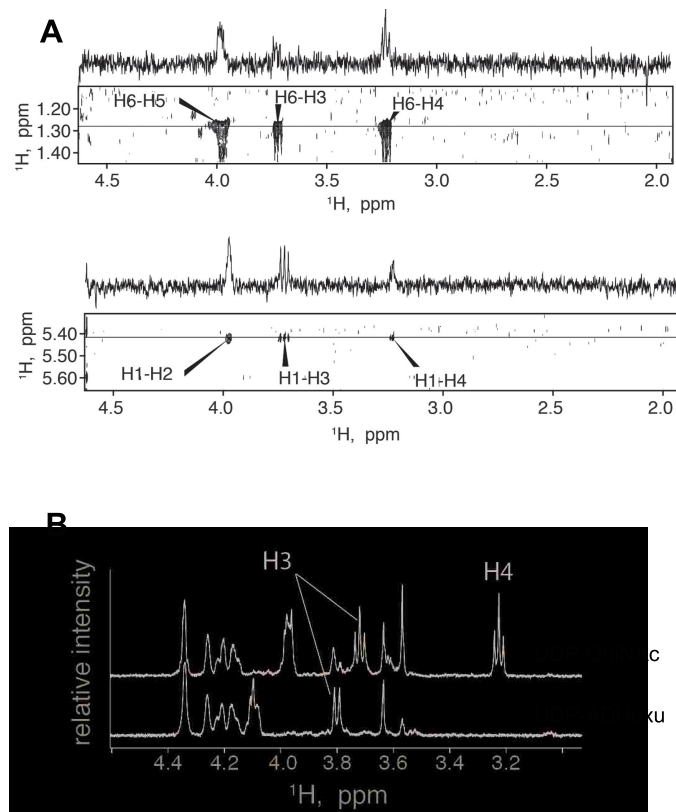 A
H6-H5
H6-H3
H6-H4
1.20
1.30
1.40
¹H, ppm
4.5 4.0 3.5 3.0 2.5 2.0
¹H, ppm
5.40
5.50
5.60
¹H, ppm
H1-H2
H1-H3
H1-H4
4.5 4.0 3.5 3.0 2.5 2.0
¹H, ppm
B
H3
H4
relative intensity
4.4 4.2 4.0 3.8 3.6 3.4 3.2
¹H, ppm